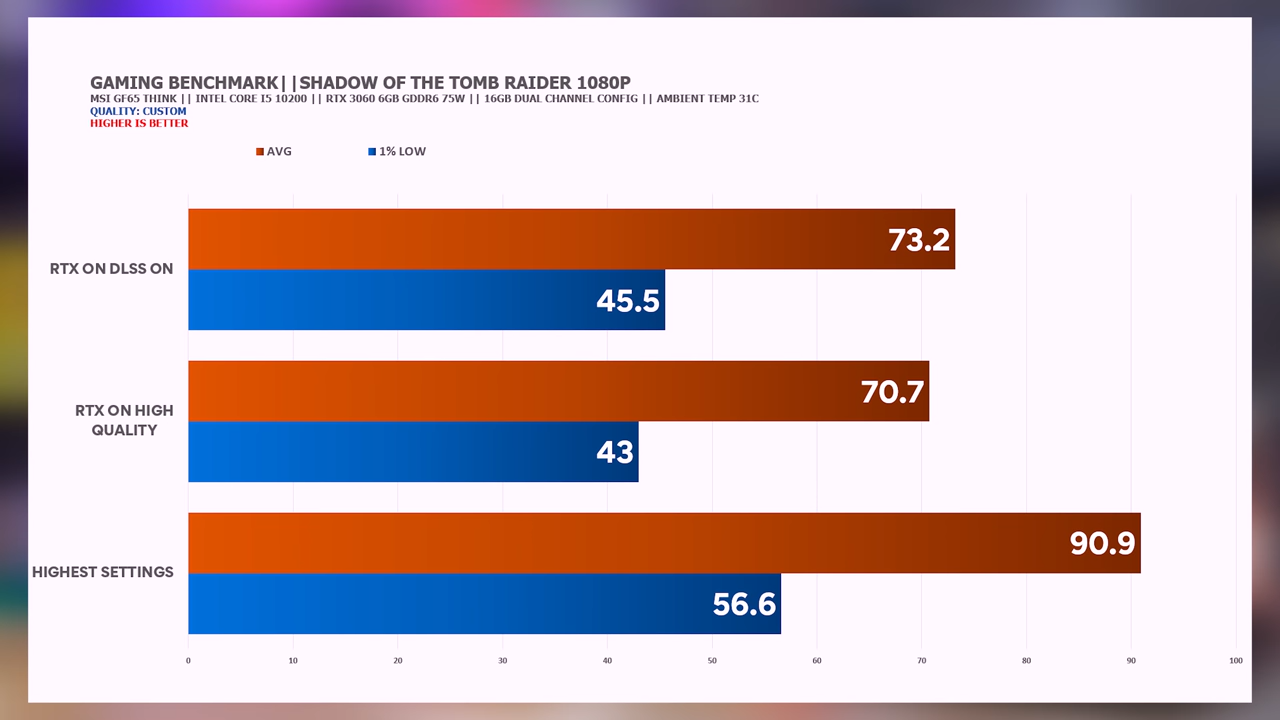 GAMING BENCHMARK||SHADOW OF THE TOMB RAIDER 1080P
MSI GF65 THINK || INTEL CORE I5 10200 || RTX 3060 6GB GDDR6 75W || 16GB DUAL CHANNEL CONFIG || AMBIENT TEMP 31C
QUALITY: CUSTOM
HIGHER IS BETTER
AVG 1% LOW
RTX ON DLSS ON
73.2
45.5
RTX ON HIGH
QUALITY
70.7
43
HIGHEST SETTINGS
90.9
56.6
0 10 20 30 40 50 60 70 80 90 100